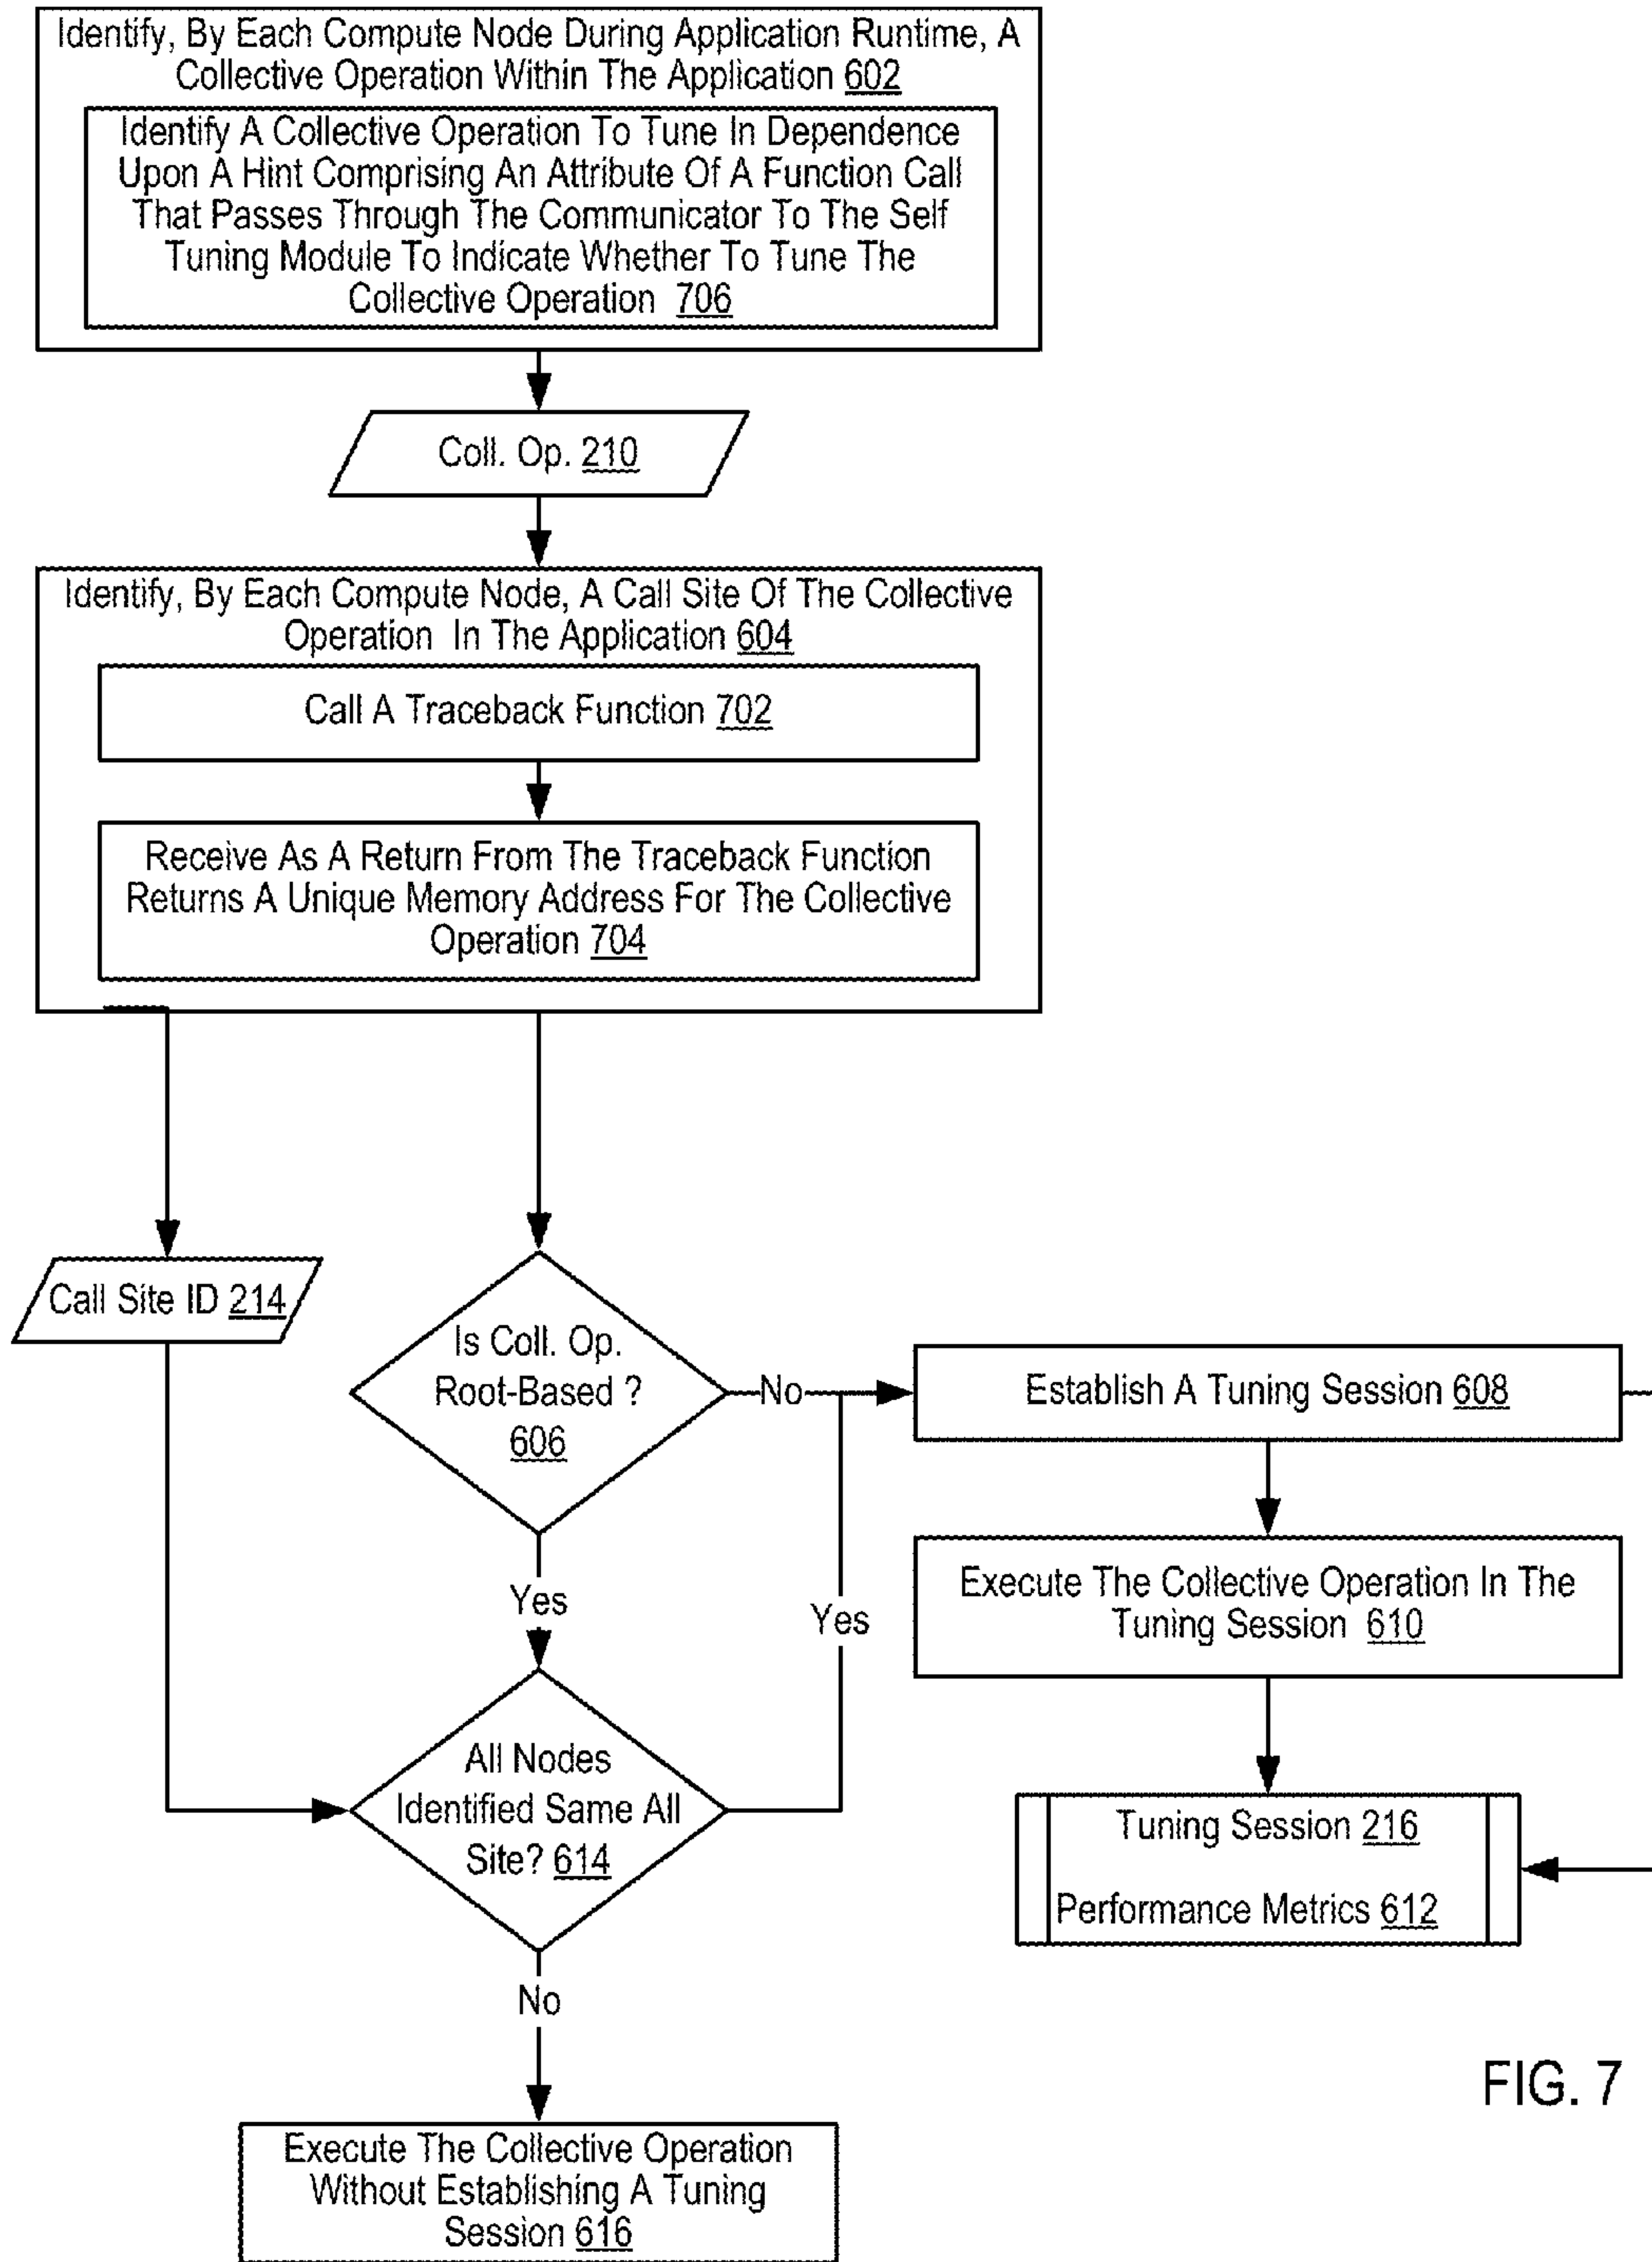 Identify, By Each Compute Node During Application Runtime, A
Collective Operation Within The Application 602
Identify A Collective Operation To Tune In Dependence
Upon A Hint Comprising An Attribute Of A Function Call
That Passes Through The Communicator To The Self
Tuning Module To Indicate Whether To Tune The
Collective Operation 706
Coll. Op. 210
Identify, By Each Compute Node, A Call Site Of The Collective
Operation In The Application 604
Call A Traceback Function 702
Receive As A Return From The Traceback Function
Returns A Unique Memory Address For The Collective
Operation 704
Call Site ID 214
Is Coll. Op.
Root-Based ?
606
No
Yes
Establish A Tuning Session 608
Execute The Collective Operation In The
Tuning Session 610
Yes
All Nodes
Identified Same All
Site? 614
Tuning Session 216
Performance Metrics 612
No
Execute The Collective Operation
Without Establishing A Tuning
Session 616
FIG. 7